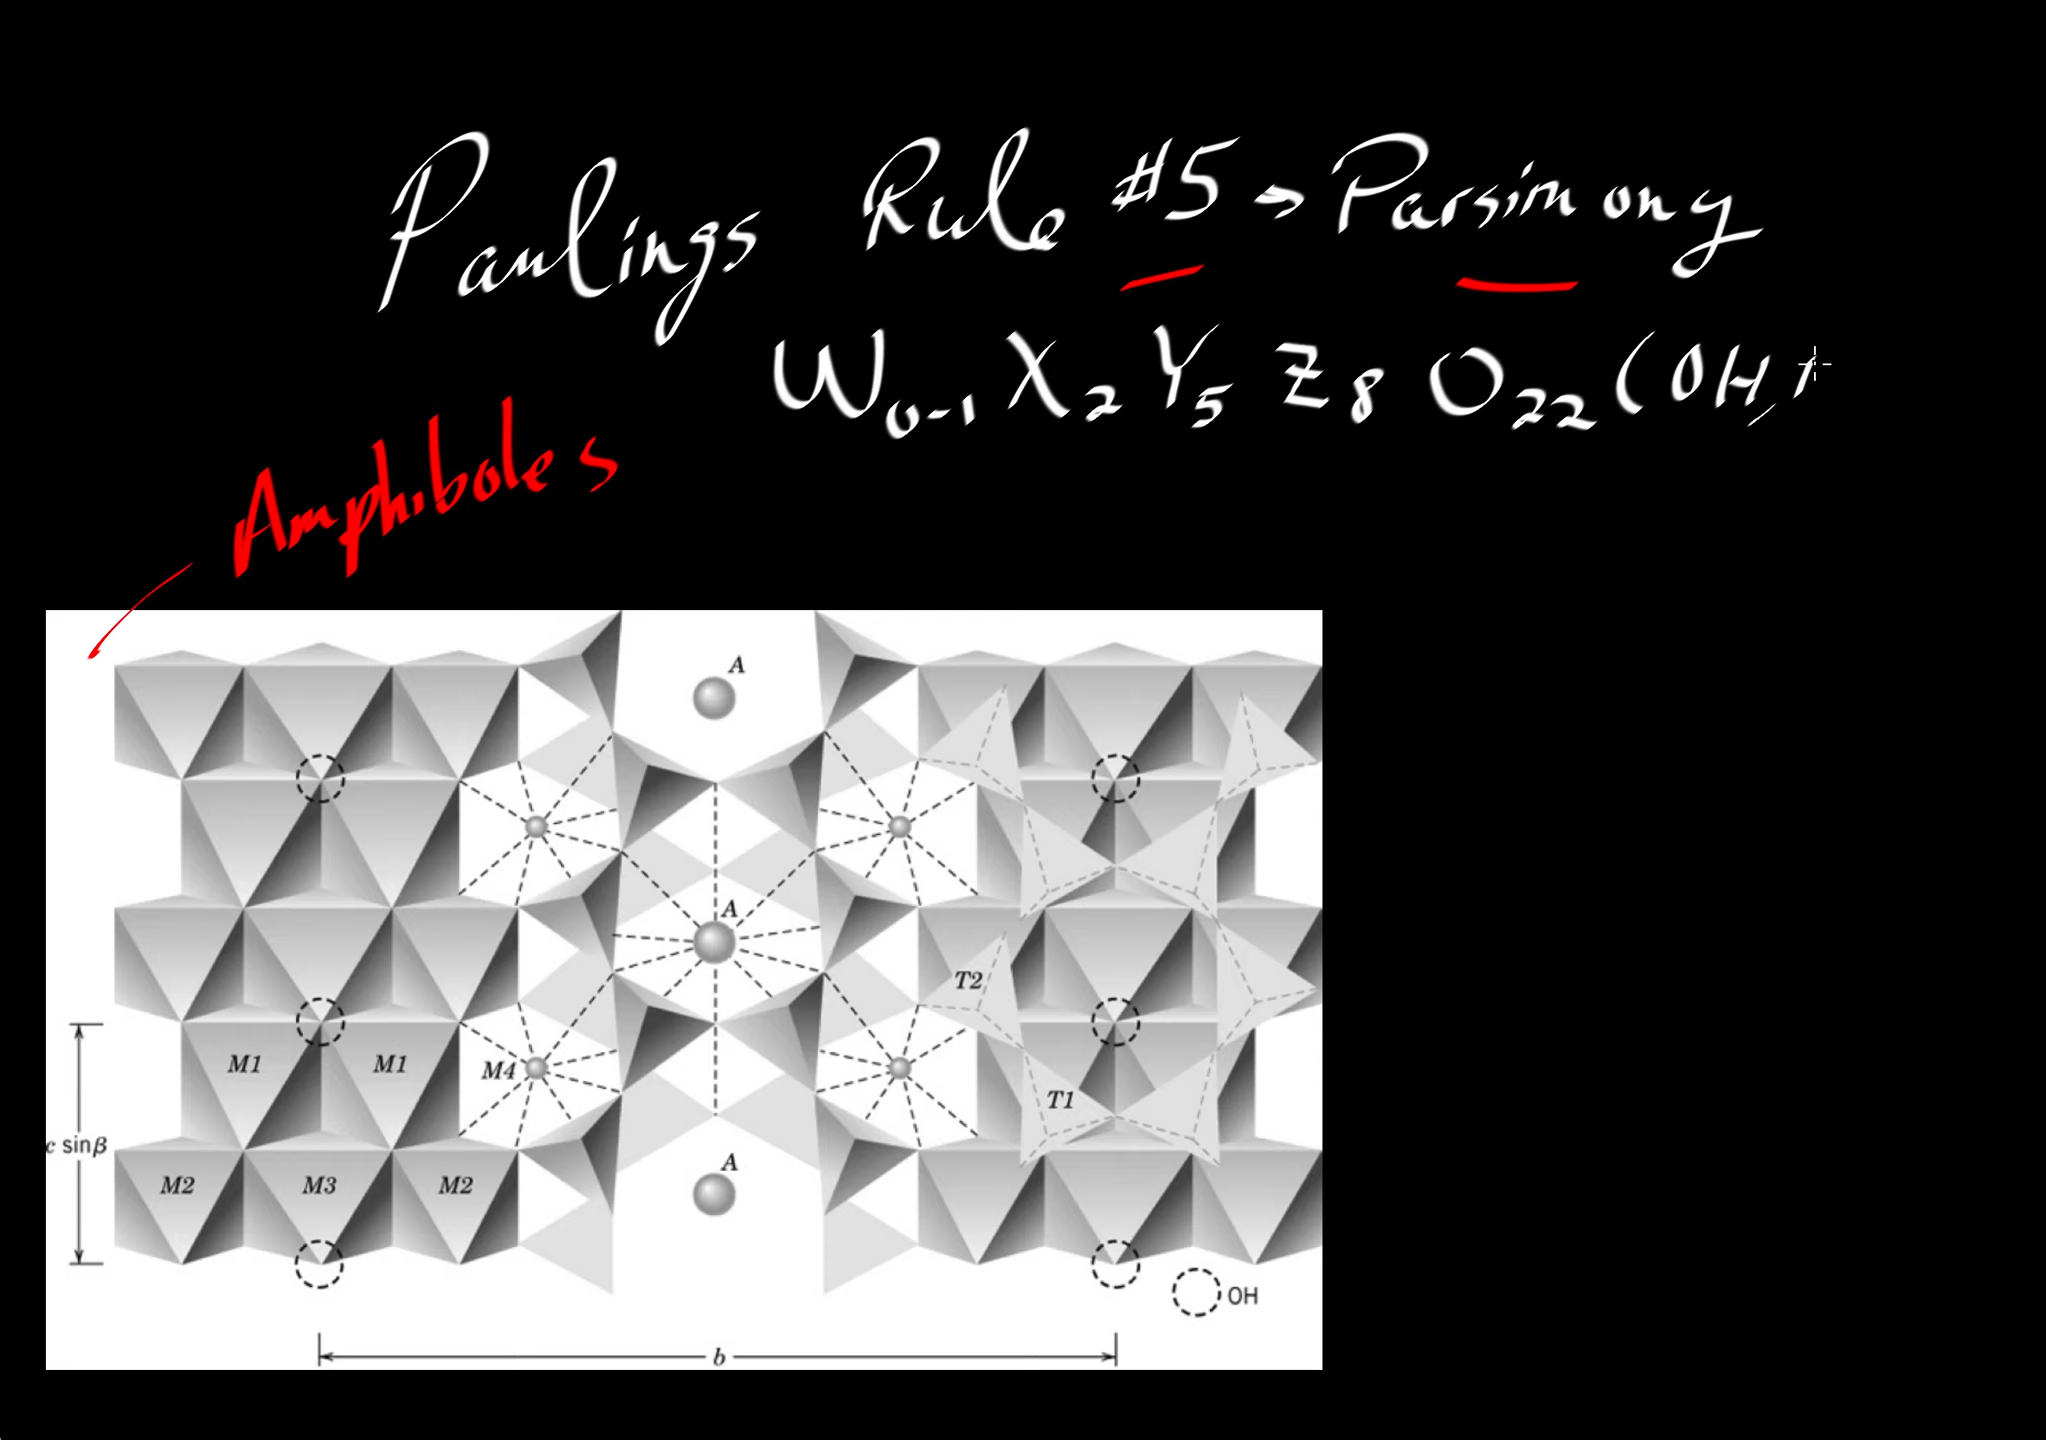 Paulings Rule #5 → Parsimony
W0-1 X2 Y5 Z8 O22 (OH,
Amphiboles
A
A
T2
M1 M1 M4
T1
c sinβ
A
M2 M3 M2
OH
b